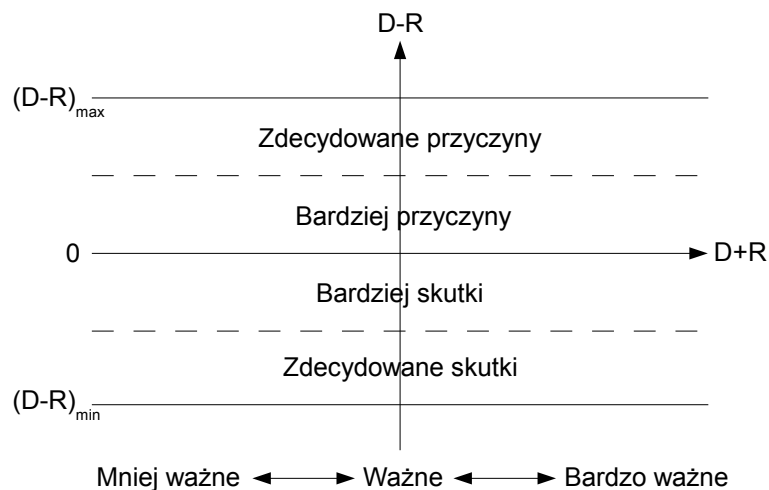 D-R
(D-R)max
Zdecydowane przyczyny
Bardziej przyczyny
0
D+R
Bardziej skutki
Zdecydowane skutki
(D-R)min
Mniej ważne Ważne Bardzo ważne